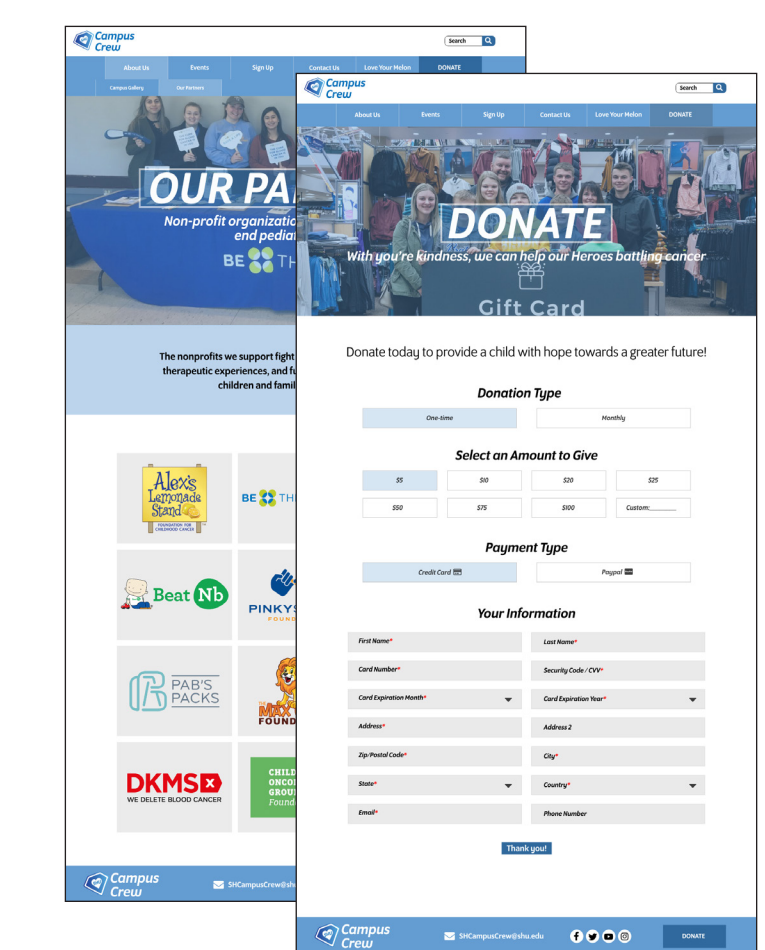 Campus
Crew
Search
About Us Events Sign Up Contact Us Love Your Melon DONATE
Campus Gallery Our Partners
OUR PA
Non-profit organizatio
end pediat
BE TH
The nonprofits we support fight
therapeutic experiences, and fu
children and famil
Alex's
Lemonade
Stand
FOUNDATION FOR
CHILDHOOD CANCER
BE THE
Beat Nb
PINKYS
FOUND
PAB'S
PACKS
THE
MAX
FOUND
DKMS
WE DELETE BLOOD CANCER
CHILD
ONCOL
GROU
Founda
Campus
Crew
SHCampusCrew@shu
Campus
Crew
Search
About Us Events Sign Up Contact Us Love Your Melon DONATE
DONATE
With you're kindness, we can help our Heroes battling cancer
Gift Card
Donate today to provide a child with hope towards a greater future!
Donation Type
One-time Monthly
Select an Amount to Give
$5 $10 $20 $25
$50 $75 $100 Custom:_______
Payment Type
Credit Card Paypal
Your Information
First Name* Last Name*
Card Number* Security Code / CVV*
Card Expiration Month* Card Expiration Year*
Address* Address 2
Zip/Postal Code* City*
State* Country*
Email* Phone Number
Thank you!
Campus
Crew
SHCampusCrew@shu.edu
DONATE